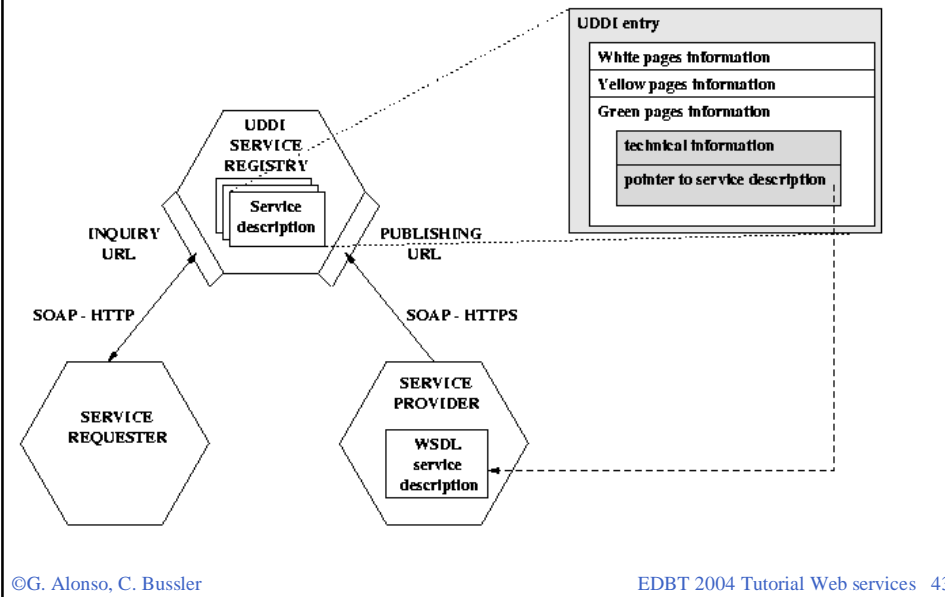 UDDI entry
White pages information
Yellow pages information
Green pages information
technical information
pointer to service description
UDDI
SERVICE
REGISTRY
Service
description
INQUIRY
URL
PUBLISHING
URL
SOAP - HTTP
SOAP - HTTPS
SERVICE
REQUESTER
SERVICE
PROVIDER
WSDL
service
description
©G. Alonso, C. Bussler
EDBT 2004 Tutorial Web services 43